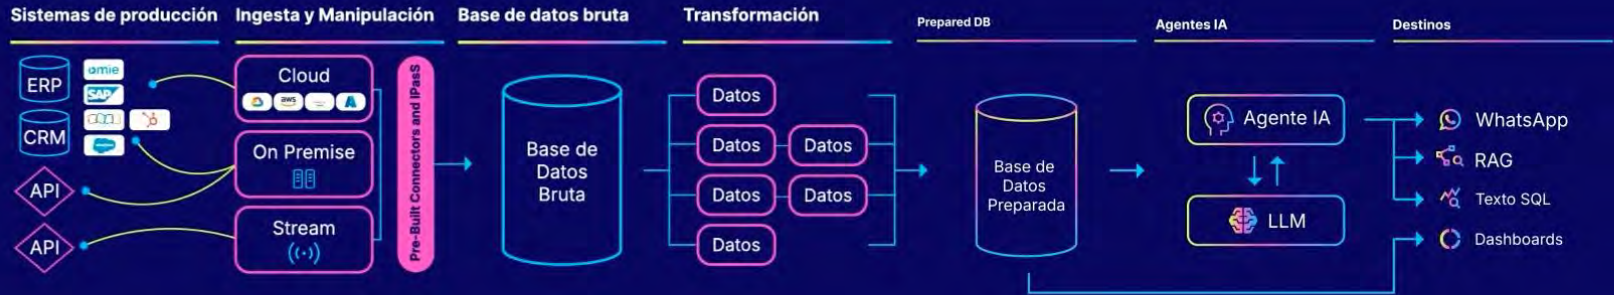 Sistemas de producción
Ingesta y Manipulación
Base de datos bruta
Transformación
Prepared DB
Agentes IA
Destinos
ERP
omie
SAP
CRM
API
API
Cloud
aws
On Premise
Stream
Pre-Built Connectors and IPasS
Base de
Datos
Bruta
Datos
Datos
Datos
Datos
Datos
Datos
Base de
Datos
Preparada
Agente IA
LLM
WhatsApp
RAG
Texto SQL
Dashboards